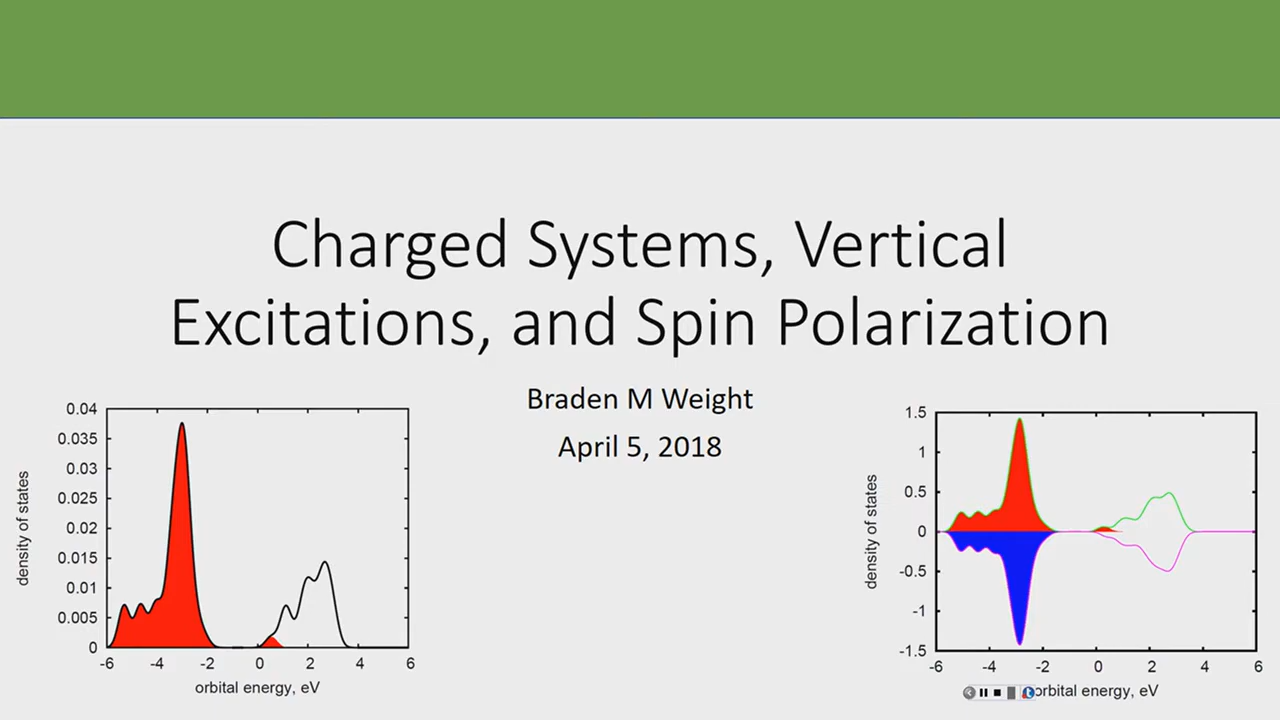 Charged Systems, Vertical
Excitations, and Spin Polarization
Braden M Weight
April 5, 2018
density of states
0.04
0.035
0.03
0.025
0.02
0.015
0.01
0.005
0
-6 -4 -2 0 2 4 6
orbital energy, eV
density of states
1.5
1
0.5
0
-0.5
-1
-1.5
-6 -4 -2 0 2 4 6
orbital energy, eV